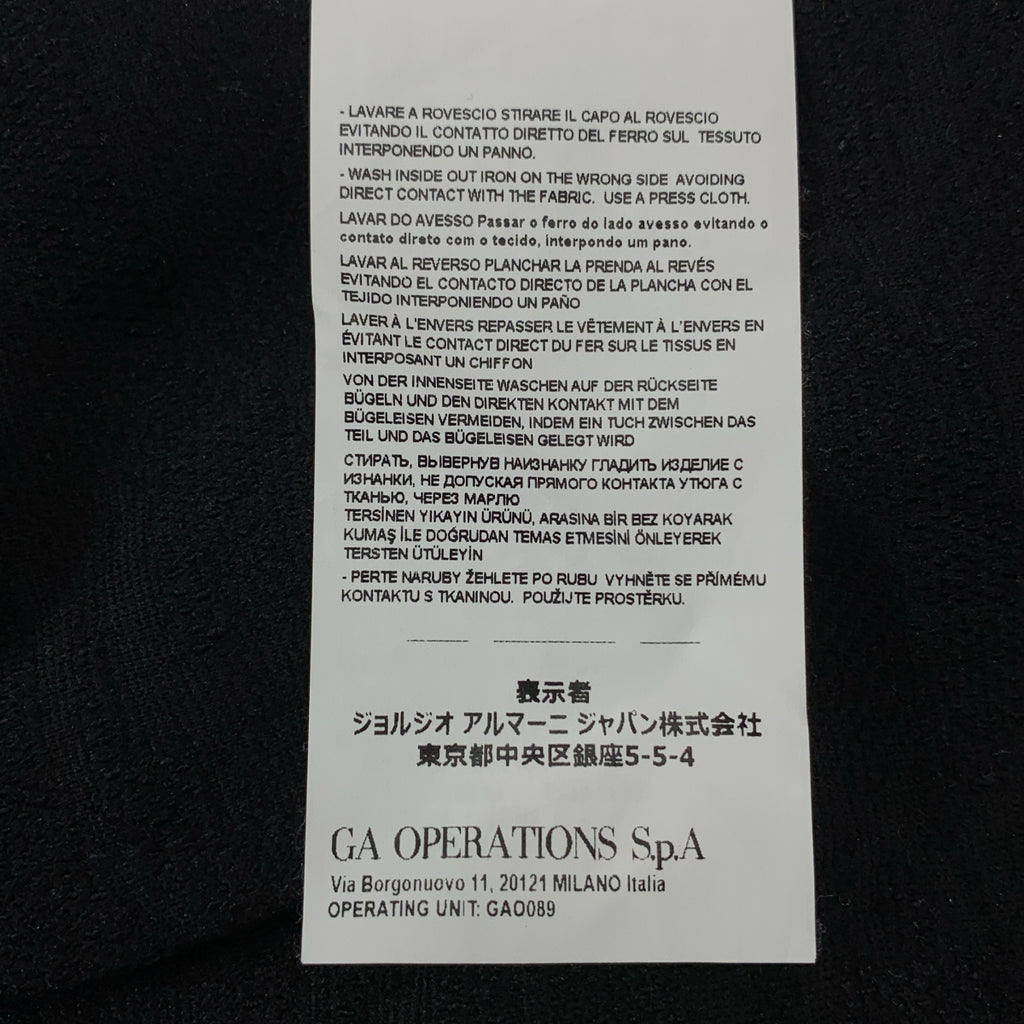 - LAVARE A ROVESCIO STIRARE IL CAPO AL ROVESCIO
EVITANDO IL CONTATTO DIRETTO DEL FERRO SUL TESSUTO
INTERPONENDO UN PANNO.
- WASH INSIDE OUT IRON ON THE WRONG SIDE AVOIDING
DIRECT CONTACT WITH THE FABRIC. USE A PRESS CLOTH.
LAVAR DO AVESSO Passar o ferro do lado avesso evitando o
contato direto com o tecido, interpondo um pano.
LAVAR AL REVERSO PLANCHAR LA PRENDA AL REVÉS
EVITANDO EL CONTACTO DIRECTO DE LA PLANCHA CON EL
TEJIDO INTERPONIENDO UN PAÑO
LAVER À L'ENVERS REPASSER LE VÊTEMENT À L'ENVERS EN
ÉVITANT LE CONTACT DIRECT DU FER SUR LE TISSUS EN
INTERPOSANT UN CHIFFON
VON DER INNENSEITE WASCHEN AUF DER RÜCKSEITE
BÜGELN UND DEN DIREKTEN KONTAKT MIT DEM
BÜGELEISEN VERMEIDEN, INDEM EIN TUCH ZWISCHEN DAS
TEIL UND DAS BÜGELEISEN GELEGT WIRD
СТИРАТЬ, ВЫВЕРНУВ НАИЗНАНКУ ГЛАДИТЬ ИЗДЕЛИЕ С
ИЗНАНКИ, НЕ ДОПУСКАЯ ПРЯМОГО КОНТАКТА УТЮГА С
ТКАНЬЮ, ЧЕРЕЗ МАРЛЮ
TERSİNEN YIKAYIN ÜRÜNÜ, ARASINA BİR BEZ KOYARAK
KUMAŞ İLE DOĞRUDAN TEMAS ETMESİNİ ÖNLEYEREK
TERSTEN ÜTÜLEYİN
- PERTE NARUBY ŽEHLETE PO RUBU VYHNĚTE SE PŘÍMÉMU
KONTAKTU S TKANINOU. POUŽIJTE PROSTĚRKU.
表示者
ジョルジオ アルマーニ ジャパン株式会社
東京都中央区銀座5-5-4
GA OPERATIONS S.p.A
Via Borgonuovo 11, 20121 MILANO Italia
OPERATING UNIT: GAO089